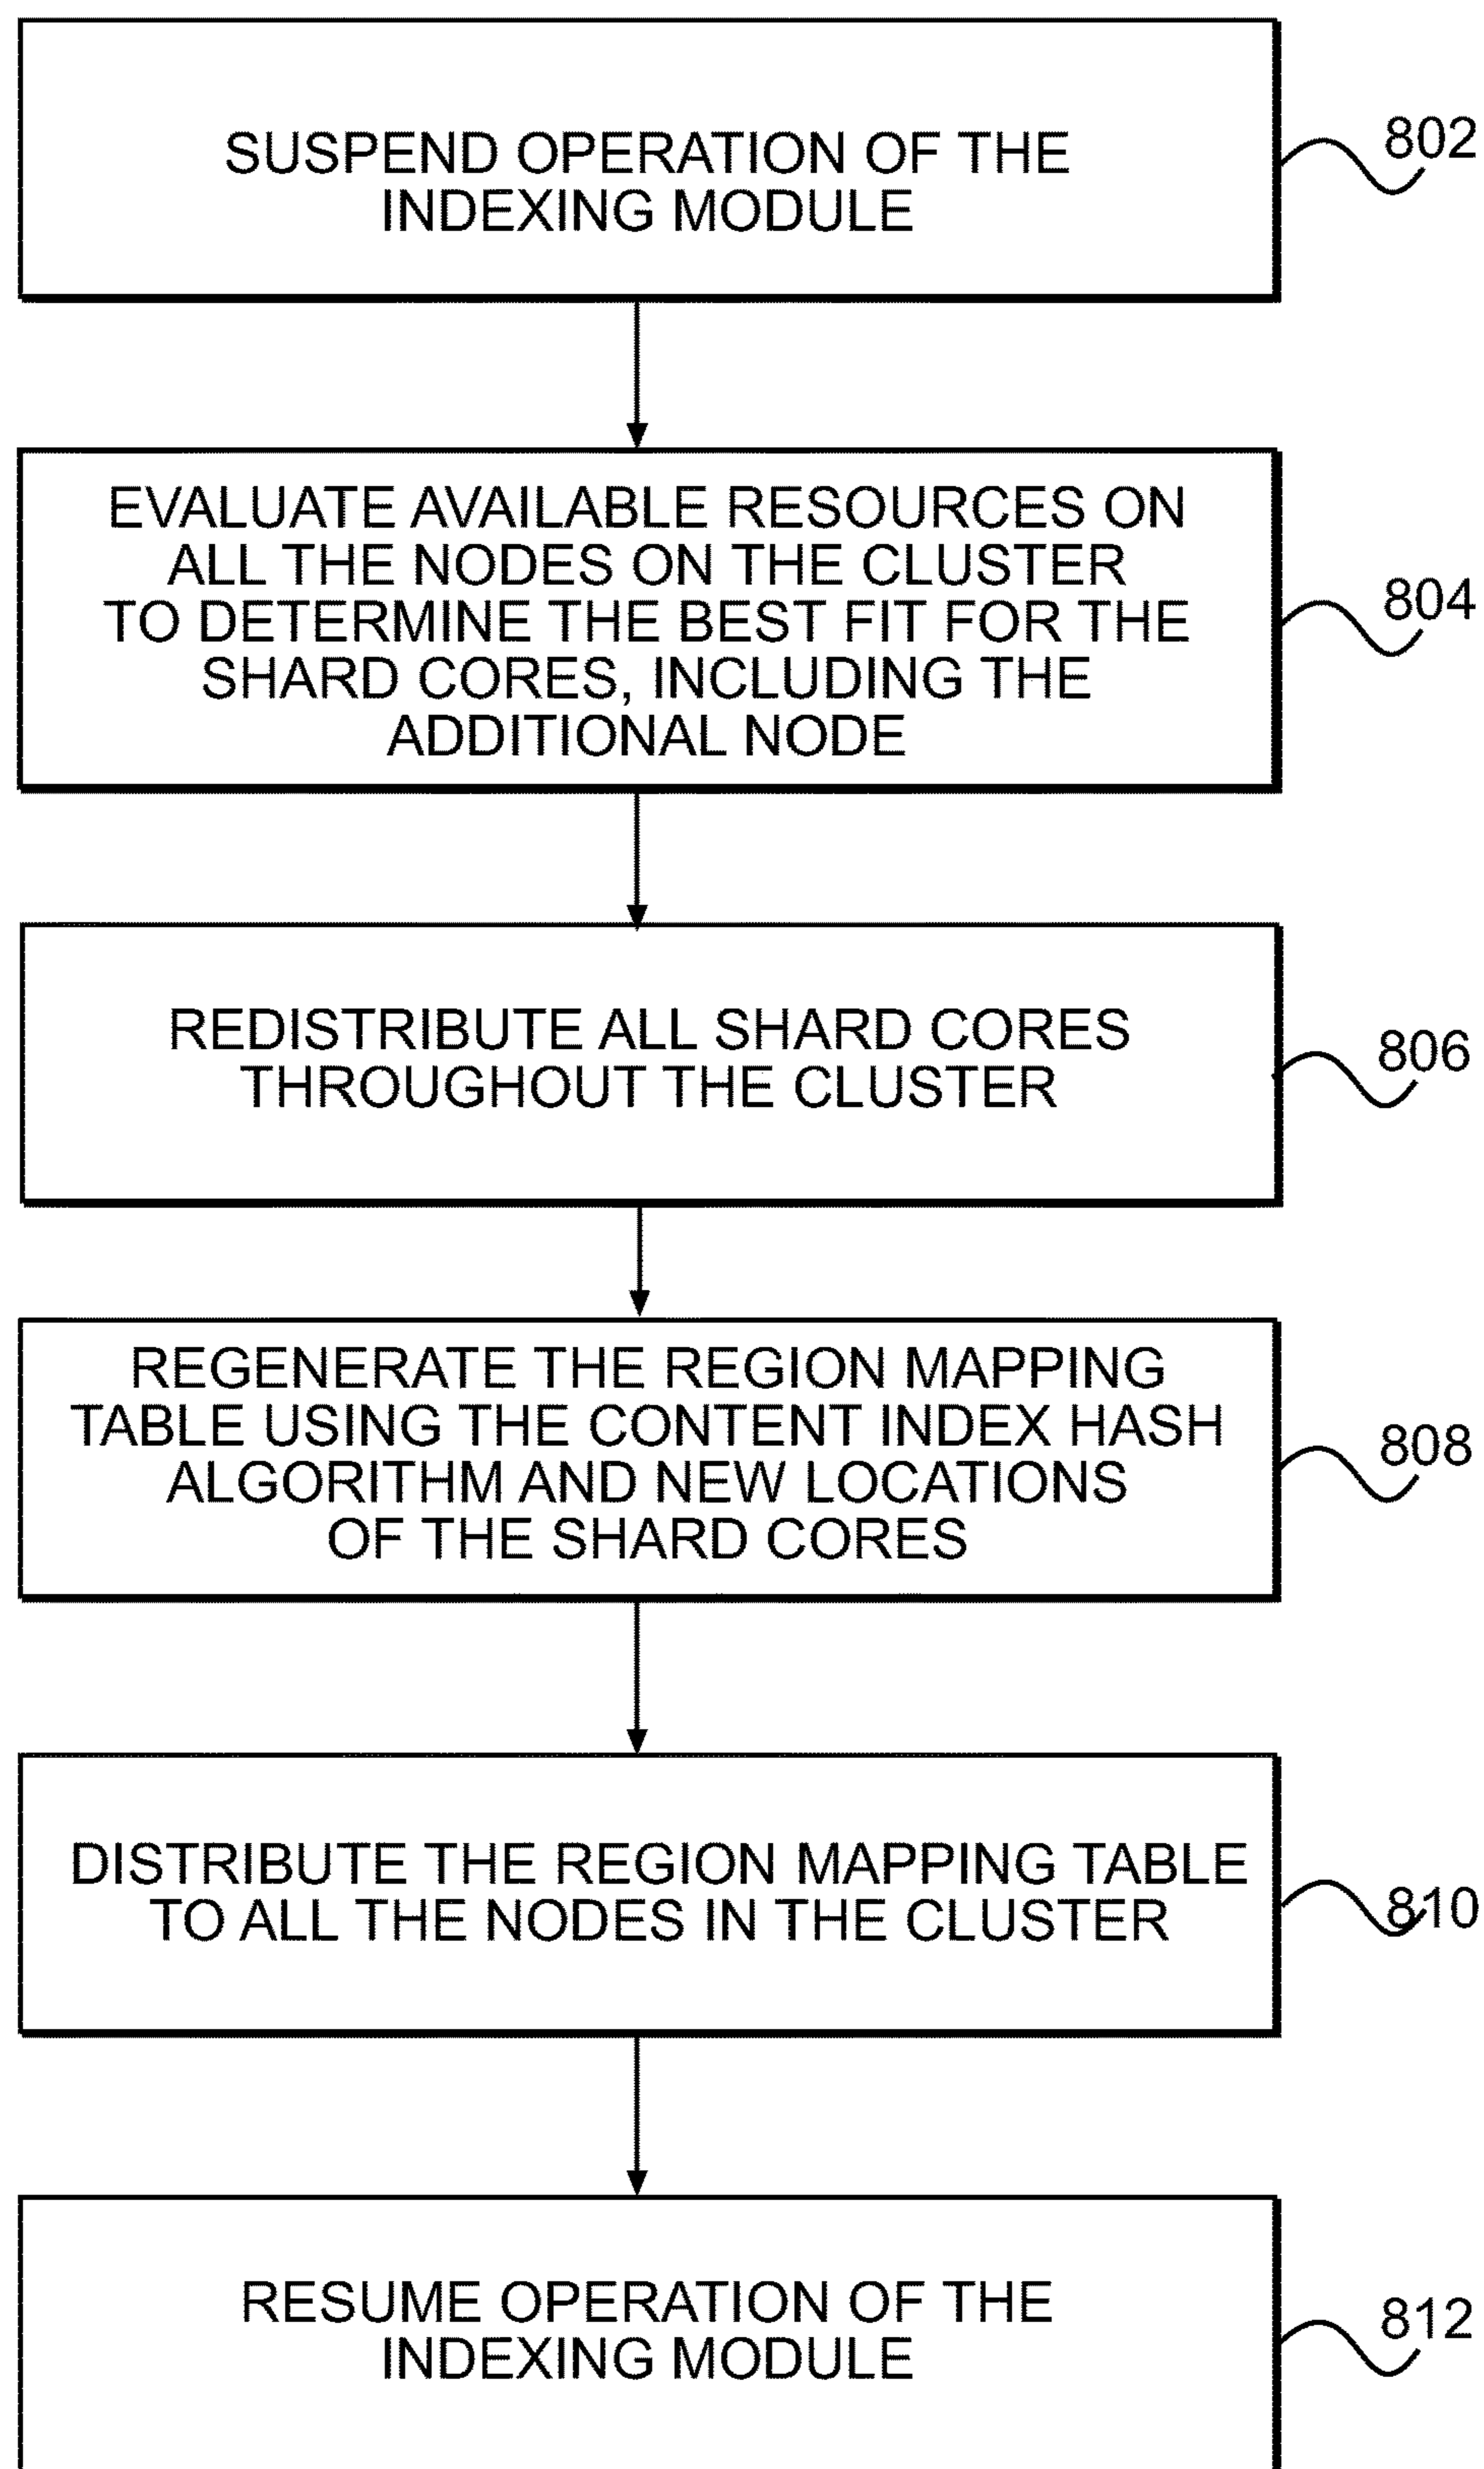 SUSPEND OPERATION OF THE
INDEXING MODULE
802
EVALUATE AVAILABLE RESOURCES ON
ALL THE NODES ON THE CLUSTER
TO DETERMINE THE BEST FIT FOR THE
SHARD CORES, INCLUDING THE
ADDITIONAL NODE
804
REDISTRIBUTE ALL SHARD CORES
THROUGHOUT THE CLUSTER
806
REGENERATE THE REGION MAPPING
TABLE USING THE CONTENT INDEX HASH
ALGORITHM AND NEW LOCATIONS
OF THE SHARD CORES
808
DISTRIBUTE THE REGION MAPPING TABLE
TO ALL THE NODES IN THE CLUSTER
810
RESUME OPERATION OF THE
INDEXING MODULE
812